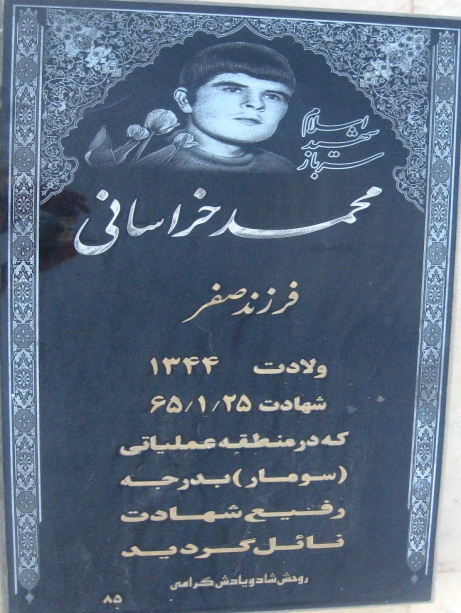 اسلام
شهید
سرباز
محمد خراسانی
فرزند صفر
ولادت ۱۳۴۴
شهادت ۶۵/۱/۲۵
که در منطقه عملیاتی
(سومار) بدرجه
رفیع شهادت
نائل گردید
روحش شاد و یادش گرامی
۸۵